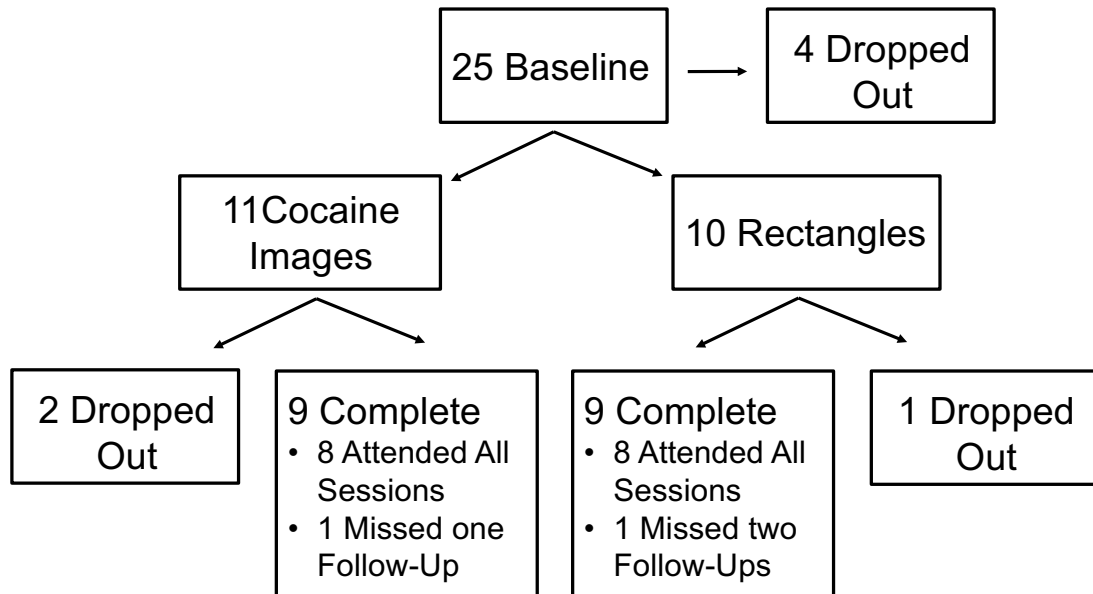 25 Baseline
4 Dropped
Out
11Cocaine
Images
10 Rectangles
2 Dropped
Out
9 Complete
• 8 Attended All
Sessions
• 1 Missed one
Follow-Up
9 Complete
• 8 Attended All
Sessions
• 1 Missed two
Follow-Ups
1 Dropped
Out